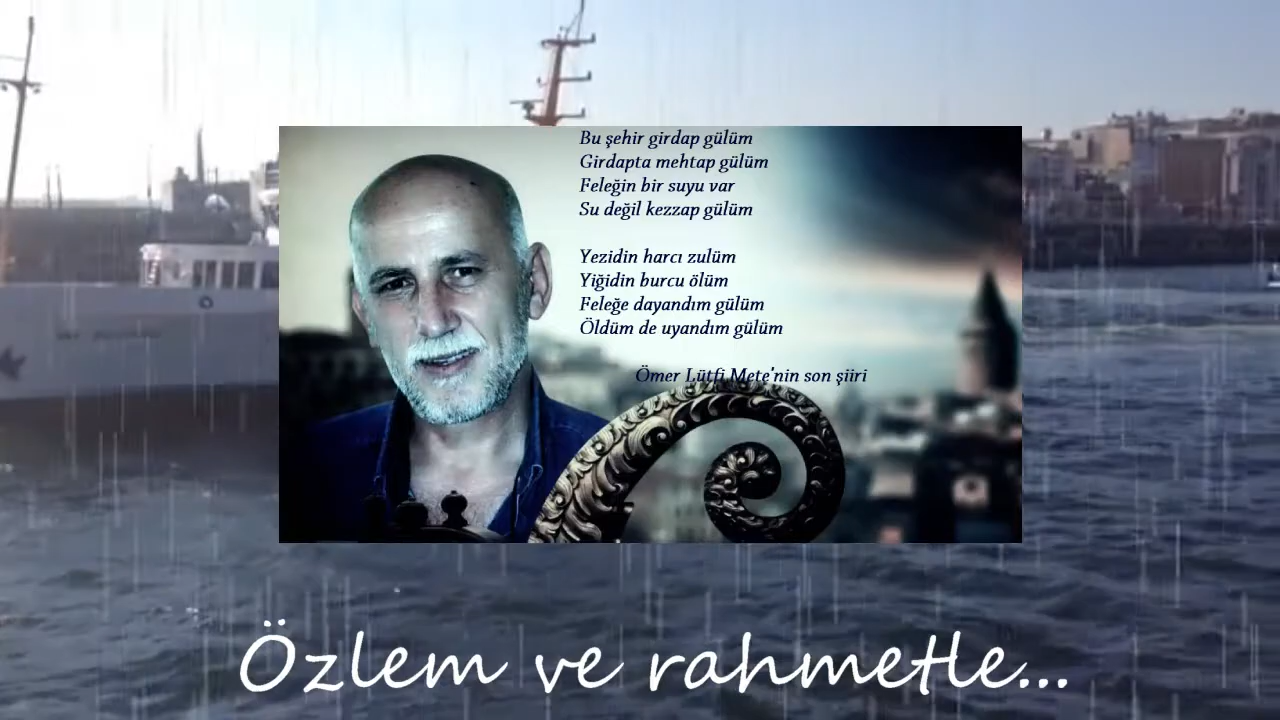 Bu şehir girdap gülüm
Girdapta mehtap gülüm
Feleğin bir suyu var
Su değil kezzap gülüm
Yezidin harcı zulüm
Yiğidin burcu ölüm
Feleğe dayandım gülüm
Öldüm de uyandım gülüm
Ömer Lütfi Mete'nin son şiiri
Özlem ve rahmetle...